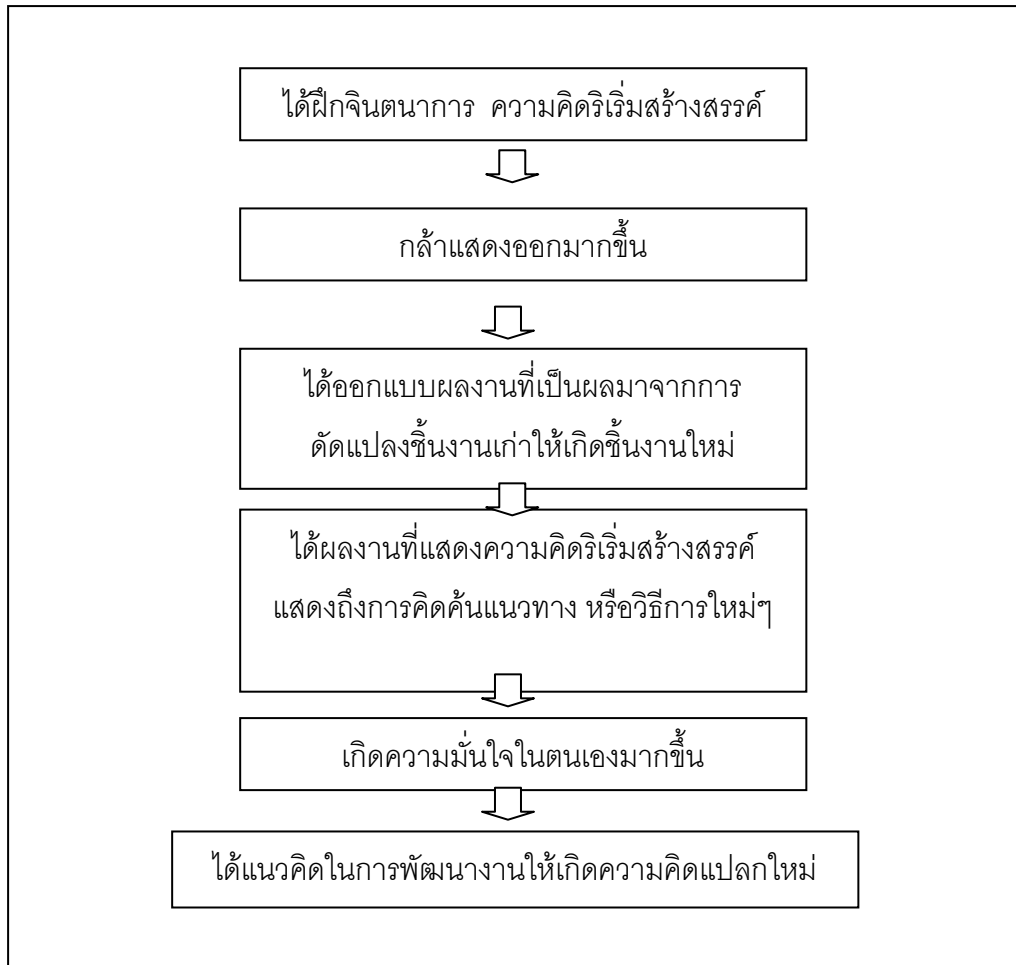 ได้ฝึกจินตนาการ ความคิดริเริ่มสร้างสรรค์
กล้าแสดงออกมากขึ้น
ได้ออกแบบผลงานที่เป็นผลมาจากการ
ดัดแปลงชิ้นงานเก่าให้เกิดชิ้นงานใหม่
ได้ผลงานที่แสดงความคิดริเริ่มสร้างสรรค์
แสดงถึงการคิดค้นแนวทาง หรือวิธีการใหม่ๆ
เกิดความมั่นใจในตนเองมากขึ้น
ได้แนวคิดในการพัฒนางานให้เกิดความคิดแปลกใหม่